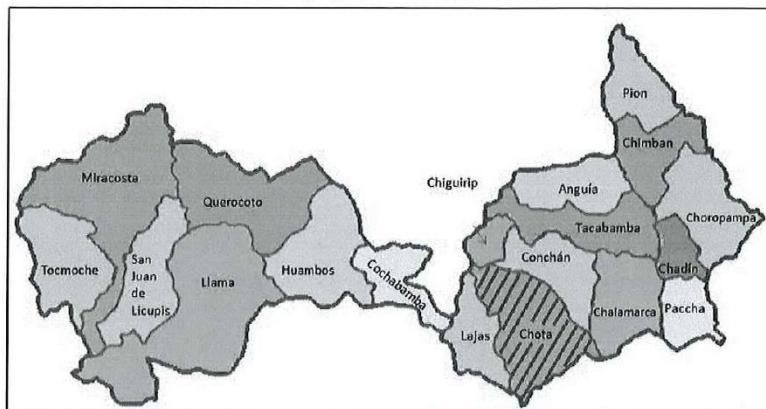 Pion
Chimban
Miracosta
Chiguirip
Anguía
Querocoto
Choropampa
Tacabamba
Tocmoche
San Juan de Licupis
Llama
Huambos
Cochabamba
Conchán
Chadín
Lajas
Chota
Chalamarca
Paccha